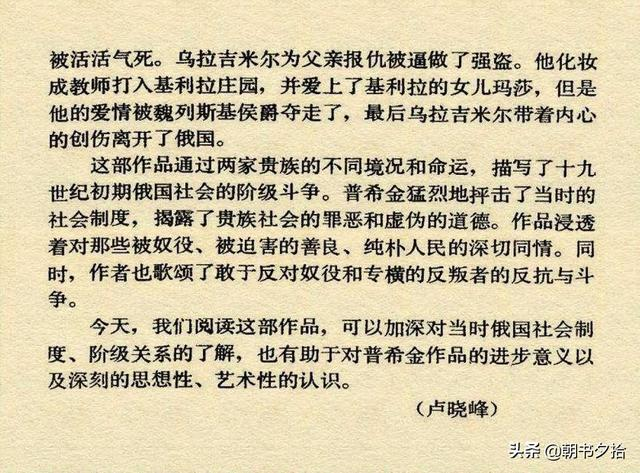 被活活气死。乌拉吉米尔为父亲报仇被逼做了强盗。他化妆
成教师打入基利拉庄园，并爱上了基利拉的女儿玛莎，但是
他的爱情被魏列斯基侯爵夺走了，最后乌拉吉米尔带着内心
的创伤离开了俄国。
这部作品通过两家贵族的不同境况和命运，描写了十九
世纪初期俄国社会的阶级斗争。普希金猛烈地抨击了当时的
社会制度，揭露了贵族社会的罪恶和虚伪的道德。作品浸透
着对那些被奴役、被迫害的善良、纯朴人民的深切同情。同
时，作者也歌颂了敢于反对奴役和专横的反叛者的反抗与斗
争。
今天，我们阅读这部作品，可以加深对当时俄国社会制
度、阶级关系的了解，也有助于对普希金作品的进步意义以
及深刻的思想性、艺术性的认识。
（卢晓峰）
头条 @朝书夕拾